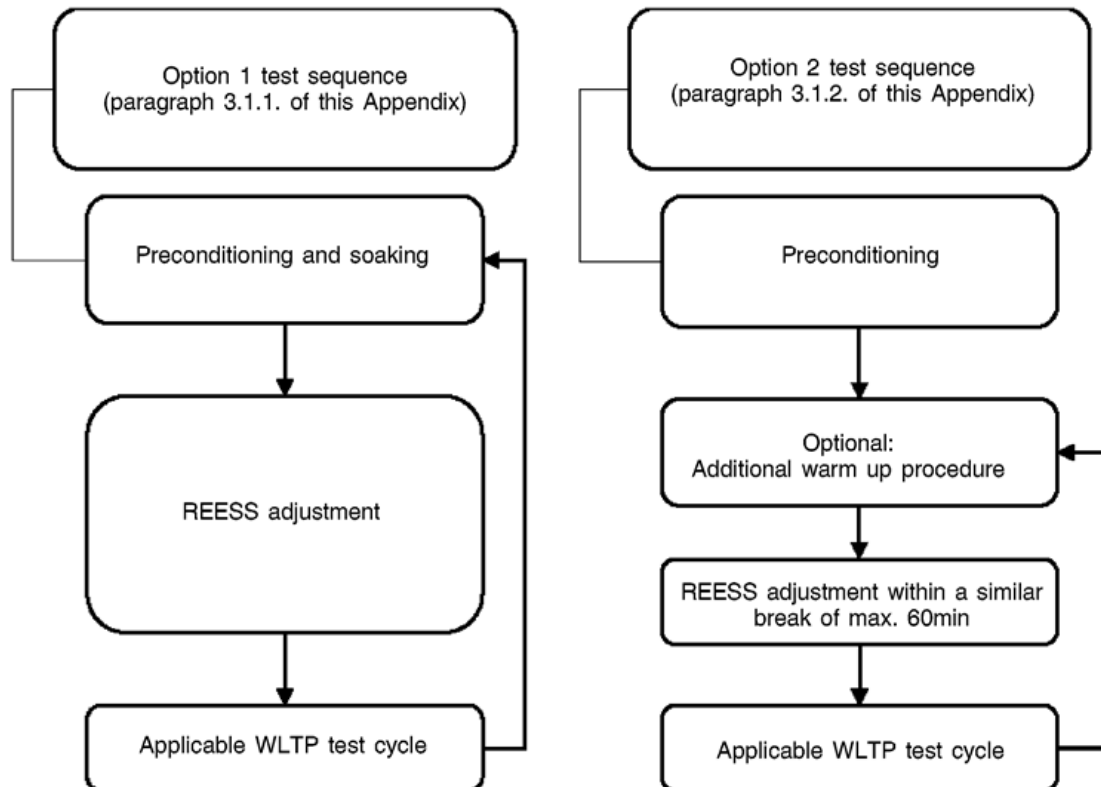 Option 1 test sequence
(paragraph 3.1.1. of this Appendix)
Preconditioning and soaking
REESS adjustment
Applicable WLTP test cycle
Option 2 test sequence
(paragraph 3.1.2. of this Appendix)
Preconditioning
Optional:
Additional warm up procedure
REESS adjustment within a similar
break of max. 60min
Applicable WLTP test cycle